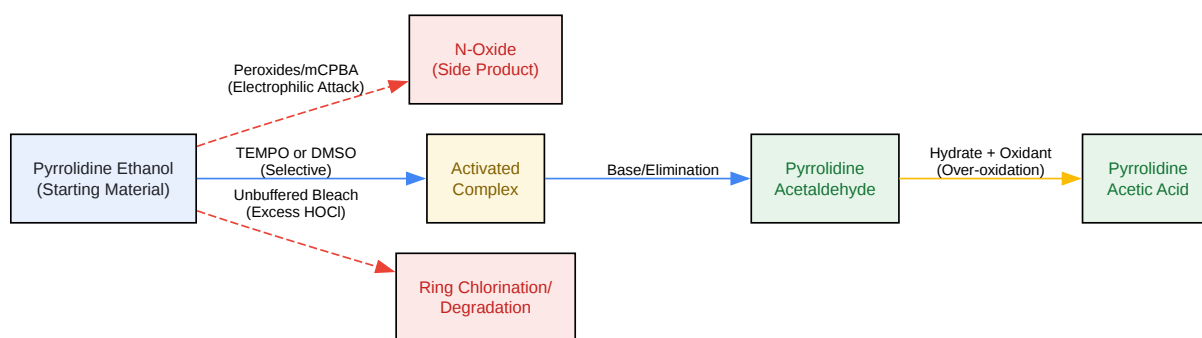 N-Oxide
(Side Product)
Peroxides/mCPBA
(Electrophilic Attack)
Pyrrolidine Ethanol
(Starting Material)
TEMPO or DMSO
(Selective)
Unbuffered Bleach
(Excess HOCl)
Activated
Complex
Base/Elimination
Pyrrolidine
Acetaldehyde
Hydrate + Oxidant
(Over-oxidation)
Pyrrolidine
Acetic Acid
Ring Chlorination/
Degradation